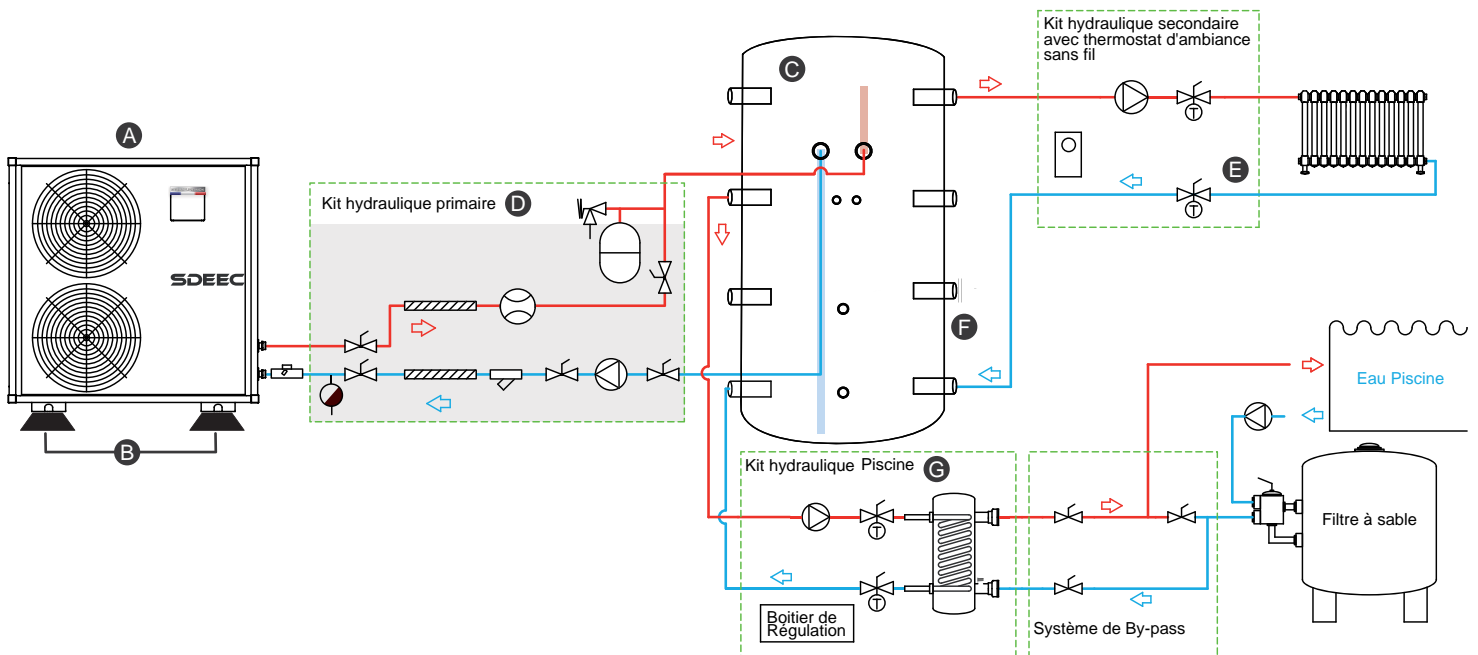 Kit hydraulique secondaire
avec thermostat d'ambiance
sans fil
C
A
T
E
T
Kit hydraulique primaire D
SDEEC
F
Eau Piscine
B
Kit hydraulique Piscine G
T
Filtre à sable
T
Boitier de
Régulation
Système de By-pass